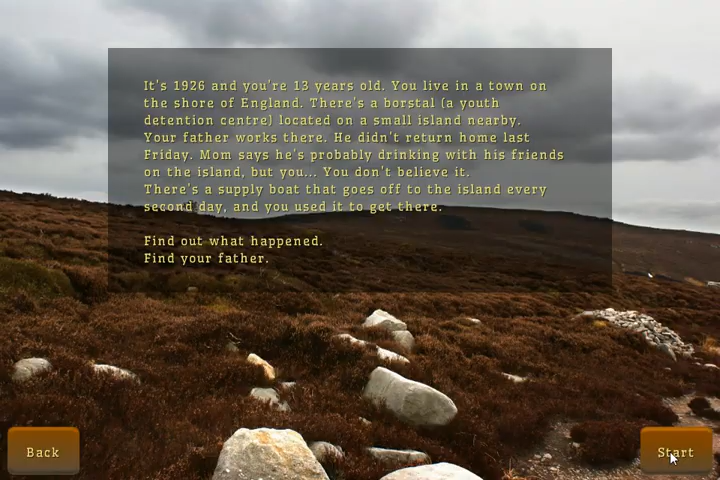 It's 1926 and you're 13 years old. You live in a town on
the shore of England. There's a borstal (a youth
detention centre) located on a small island nearby.
Your father works there. He didn't return home last
Friday. Mom says he's probably drinking with his friends
on the island, but you... You don't believe it.
There's a supply boat that goes off to the island every
second day, and you used it to get there.
Find out what happened.
Find your father.
Back
Start